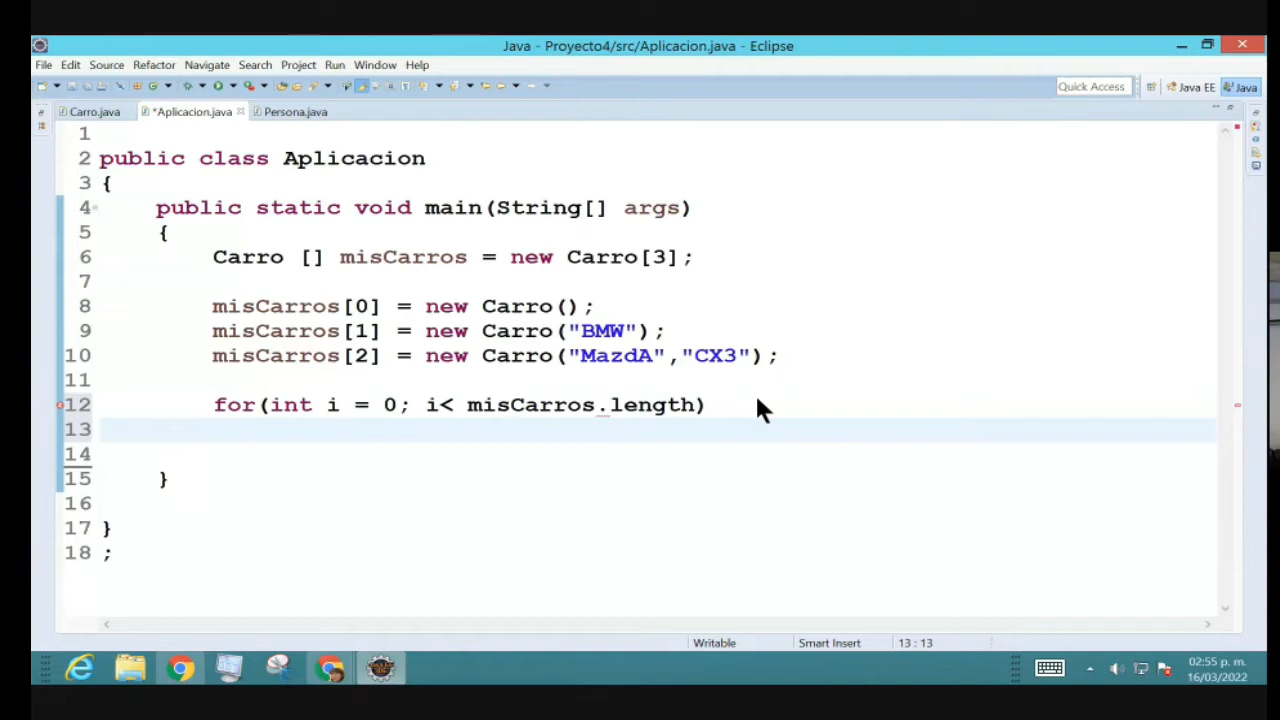 Java - Proyecto4/src/Aplicacion.java - Eclipse
File Edit Source Refactor Navigate Search Project Run Window Help
Quick Access Java EE Java
Carro.java *Aplicacion.java Persona.java
1
2 public class Aplicacion
3 {
4 public static void main(String[] args)
5 {
6 Carro [] misCarros = new Carro[3];
7
8 misCarros[0] = new Carro();
9 misCarros[1] = new Carro("BMW");
10 misCarros[2] = new Carro("MazdA","CX3");
11
12 for(int i = 0; i< misCarros.length)
13
14
15 }
16
17 }
18 ;
Writable Smart Insert 13 : 13
02:55 p. m.
16/03/2022